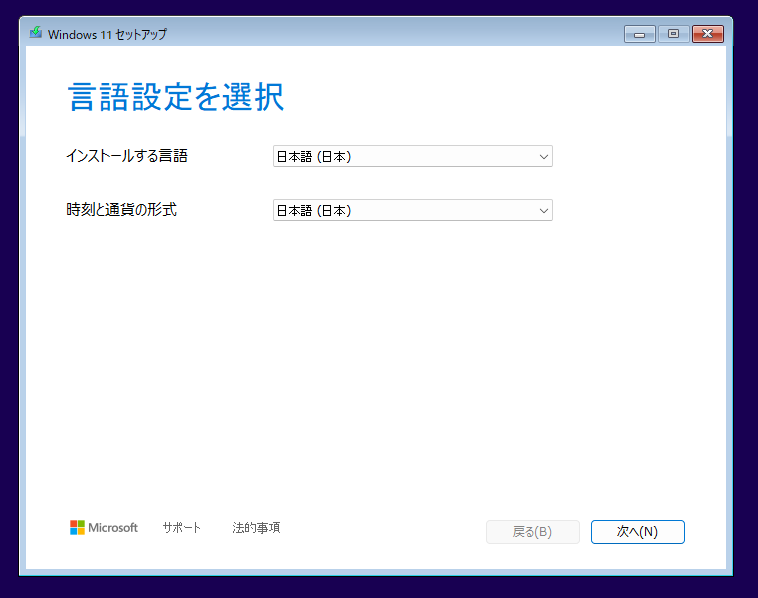 Windows 11 セットアップ
言語設定を選択
インストールする言語
日本語 (日本)
時刻と通貨の形式
日本語 (日本)
Microsoft
サポート
法的事項
戻る(B)
次へ(N)